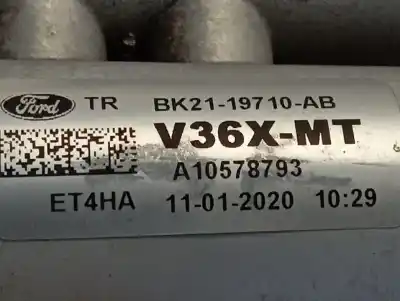 Ford TR BK21-19710-AB
V36X-MT
A10578793
ET4HA 11-01-2020 10:29